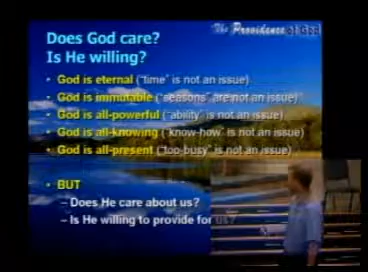 The Providence of God
Does God care?
Is He willing?
• God is eternal ("time" is not an issue)
• God is immutable ("seasons" are not an issue)
• God is all-powerful ("ability" is not an issue)
• God is all-knowing ("know-how" is not an issue)
• God is all-present ("too-busy" is not an issue)
• BUT
– Does He care about us?
– Is He willing to provide for us?